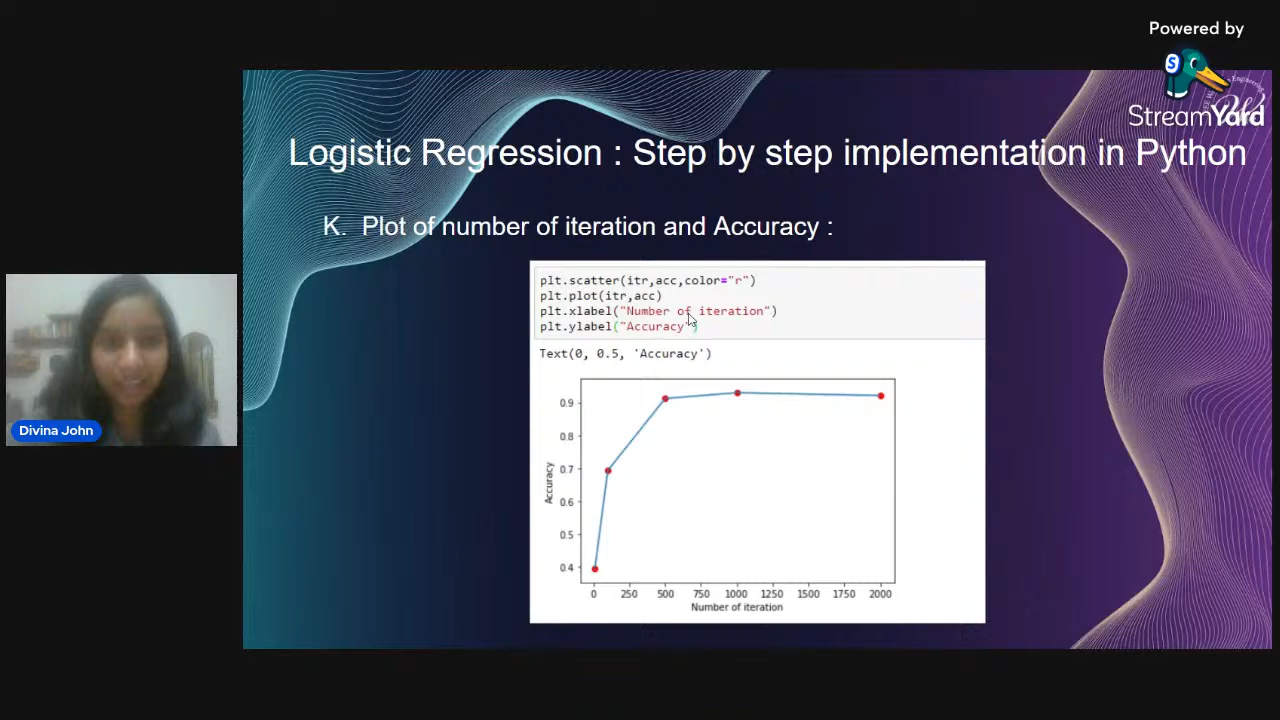 Powered by
StreamYard
Logistic Regression : Step by step implementation in Python
K. Plot of number of iteration and Accuracy :
plt.scatter(itr,acc,color="r")
plt.plot(itr,acc)
plt.xlabel("Number of iteration")
plt.ylabel("Accuracy")
Text(0, 0.5, 'Accuracy')
0.9
0.8
0.7
0.6
0.5
0.4
Accuracy
0 250 500 750 1000 1250 1500 1750 2000
Number of iteration
Divina John